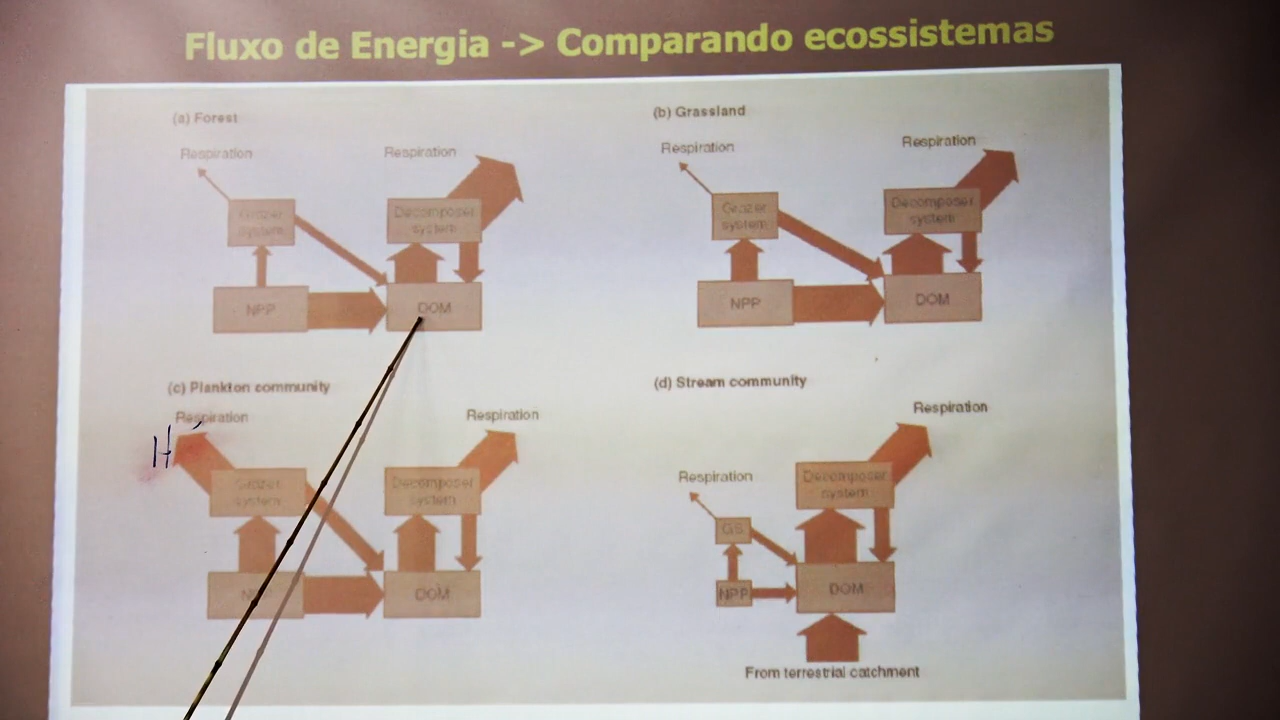 Fluxo de Energia -> Comparando ecossistemas
(a) Forest
Respiration
Respiration
Grazer
system
Decomposer
system
NPP
DOM
(b) Grassland
Respiration
Respiration
Grazer
system
Decomposer
system
NPP
DOM
(c) Plankton community
Respiration
Respiration
Grazer
system
Decomposer
system
DOM
(d) Stream community
Respiration
Respiration
Decomposer
system
GS
NPP
DOM
From terrestrial catchment